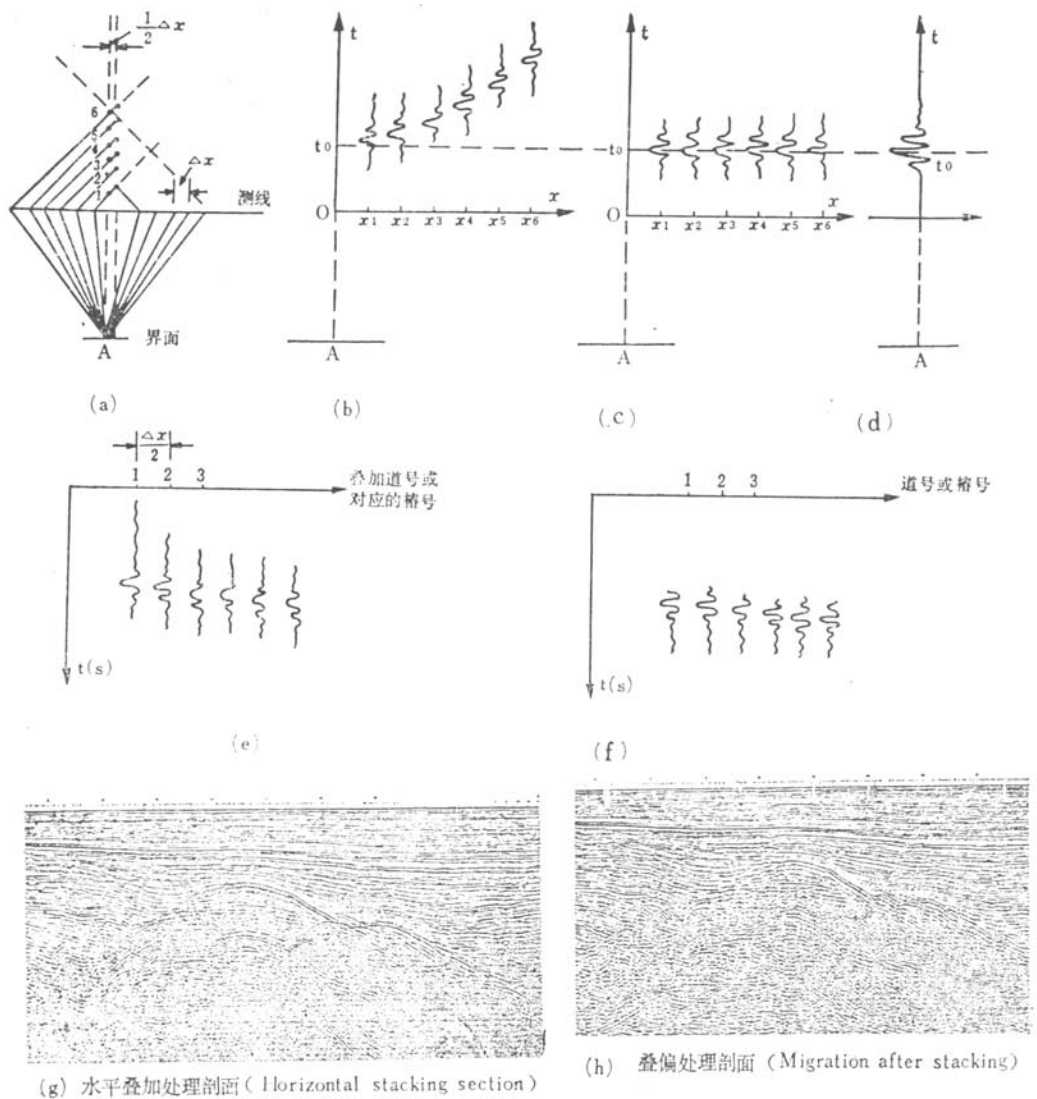 1/2 △x
6
5
4
3
2
1
△x
测线
A 界面
(a)
t
t0
O
x
x1 x2 x3 x4 x5 x6
A
(b)
t
t0
O
x
x1 x2 x3 x4 x5 x6
A
(c)
t
t0
A
(d)
△x/2
1 2 3
叠加道号或
对应的桩号
t(s)
(e)
1 2 3
道号或桩号
t(s)
(f)
(g) 水平叠加处理剖面(Horizontal stacking section)
(h) 叠偏处理剖面(Migration after stacking)